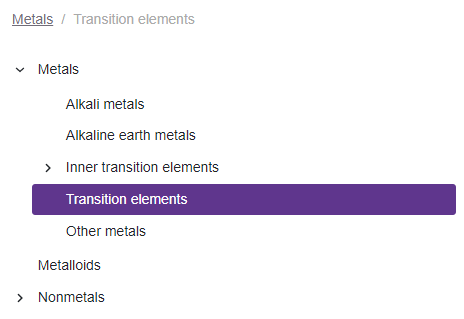 Metals / Transition elements
Metals
Alkali metals
Alkaline earth metals
Inner transition elements
Transition elements
Other metals
Metalloids
Nonmetals